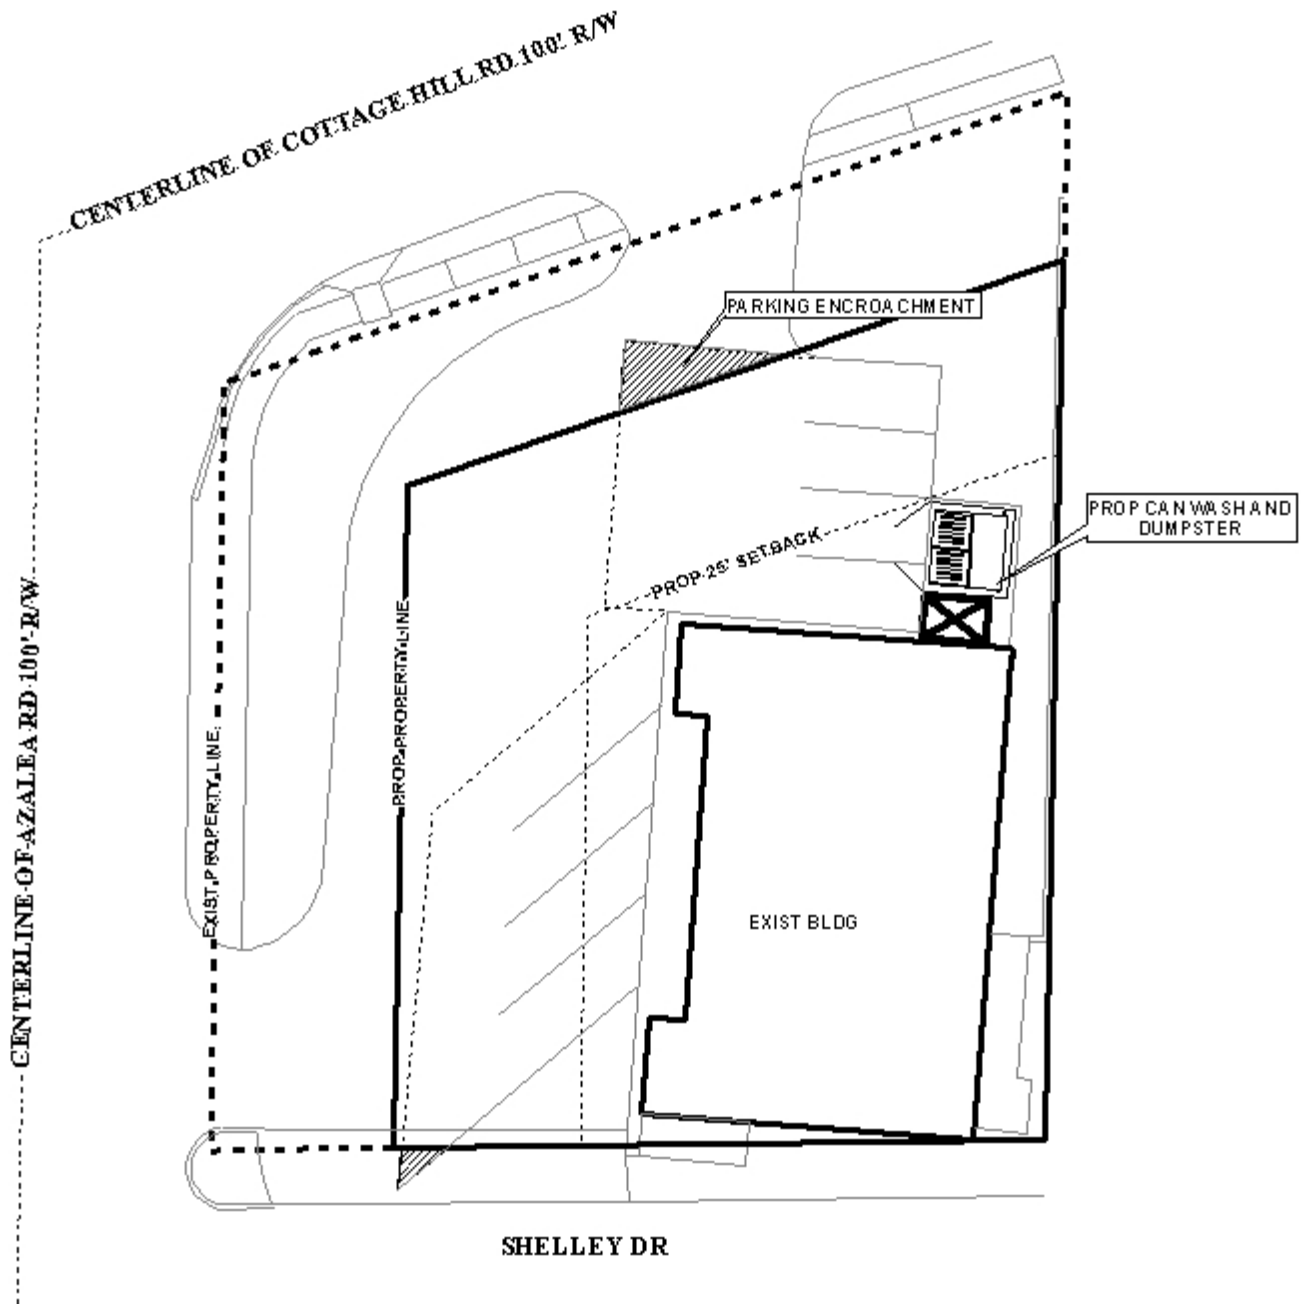 CENTERLINE OF COTTAGE HILL RD 100' R/W
PARKING ENCROACHMENT
PROP CAN WASH AND
DUMPSTER
PROP 25' SETBACK
PROP PROPERTY LINE
EXIST PROPERTY LINE
CENTERLINE OF AZALEA RD 100' R/W
EXIST BLDG
SHELLEY DR